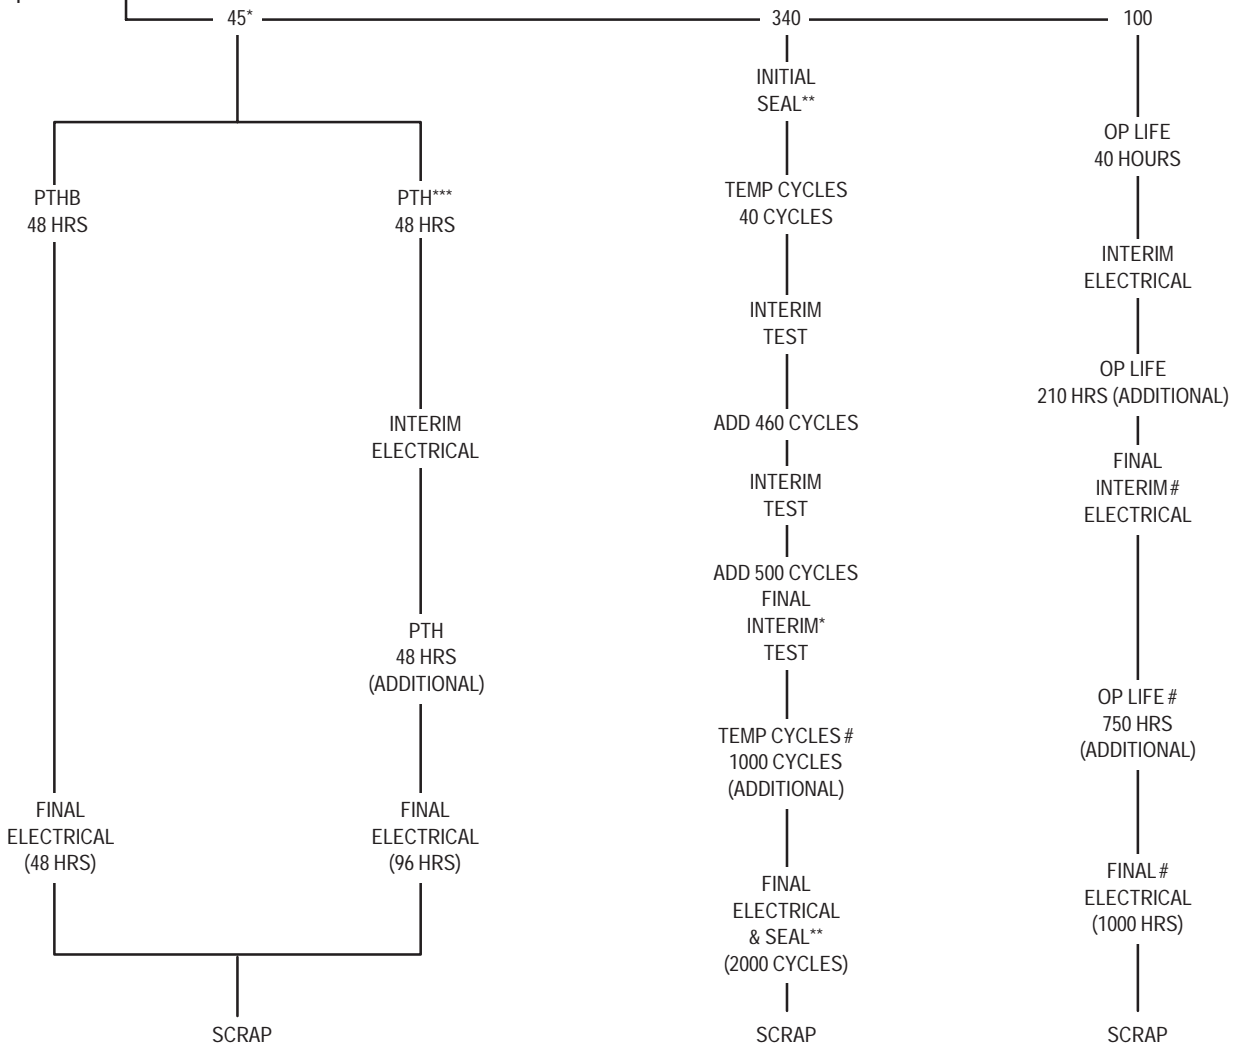 45*
340
100
PTHB
48 HRS
FINAL
ELECTRICAL
(48 HRS)
PTH***
48 HRS
INTERIM
ELECTRICAL
PTH
48 HRS
(ADDITIONAL)
FINAL
ELECTRICAL
(96 HRS)
SCRAP
INITIAL
SEAL**
TEMP CYCLES
40 CYCLES
INTERIM
TEST
ADD 460 CYCLES
INTERIM
TEST
ADD 500 CYCLES
FINAL
INTERIM*
TEST
TEMP CYCLES #
1000 CYCLES
(ADDITIONAL)
FINAL
ELECTRICAL
& SEAL**
(2000 CYCLES)
SCRAP
OP LIFE
40 HOURS
INTERIM
ELECTRICAL
OP LIFE
210 HRS (ADDITIONAL)
FINAL
INTERIM #
ELECTRICAL
OP LIFE #
750 HRS
(ADDITIONAL)
FINAL #
ELECTRICAL
(1000 HRS)
SCRAP